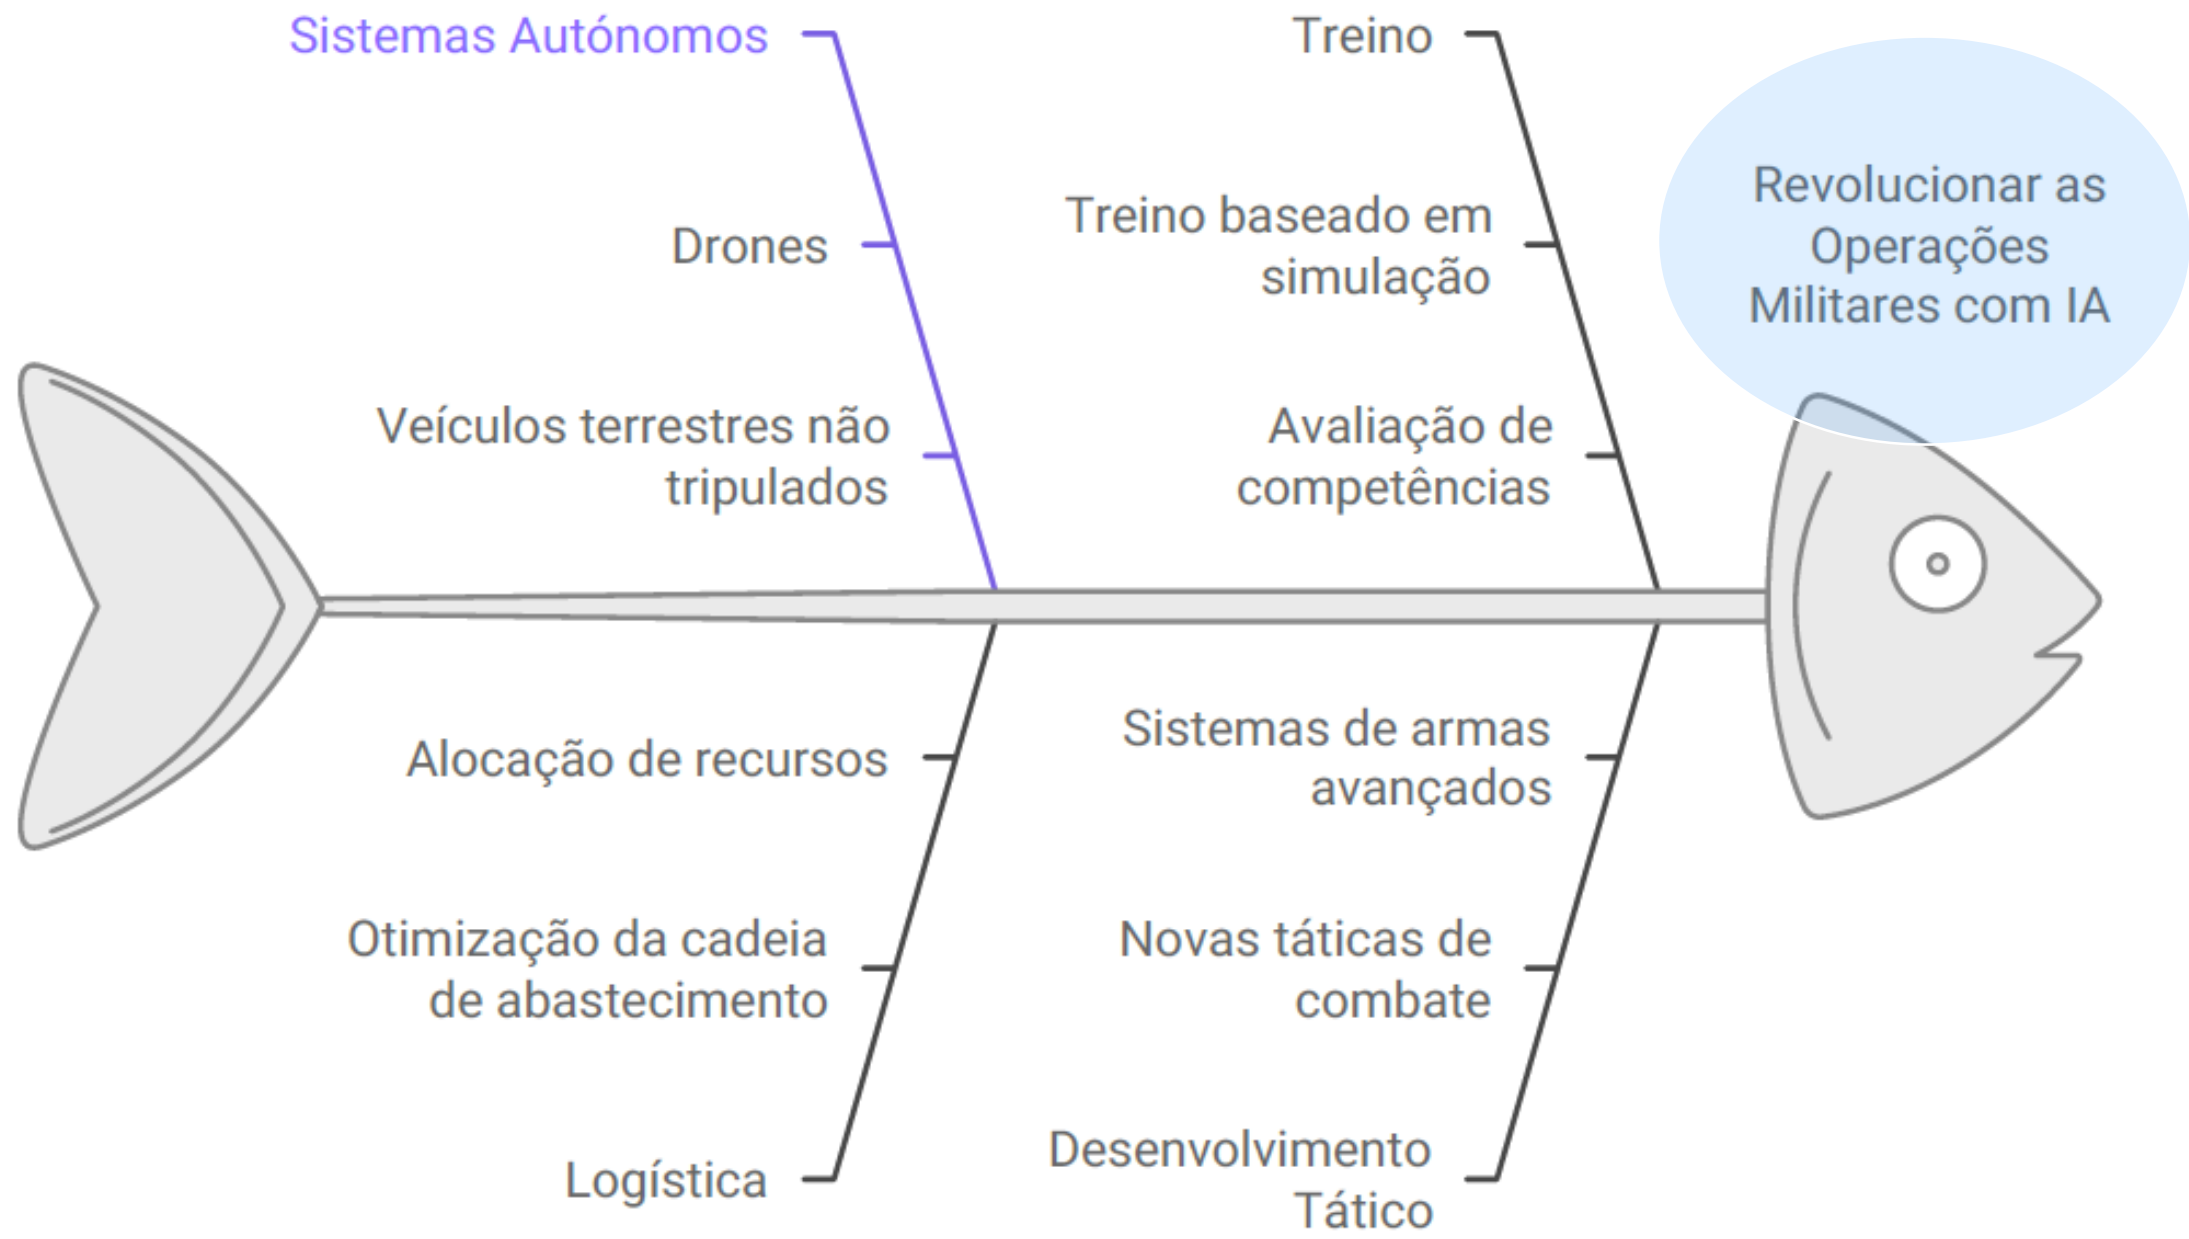 Sistemas Autónomos
Drones
Veículos terrestres não
tripulados
Treino
Treino baseado em
simulação
Avaliação de
competências
Revolucionar as
Operações
Militares com IA
Alocação de recursos
Otimização da cadeia
de abastecimento
Logística
Sistemas de armas
avançados
Novas táticas de
combate
Desenvolvimento
Tático